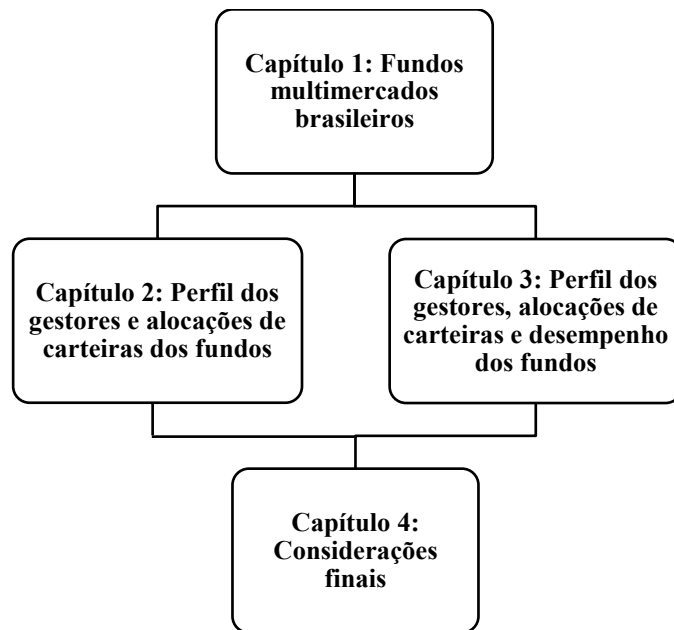 Capítulo 1: Fundos
multimercados
brasileiros
Capítulo 2: Perfil dos
gestores e alocações de
carteiras dos fundos
Capítulo 3: Perfil dos
gestores, alocações de
carteiras e desempenho
dos fundos
Capítulo 4:
Considerações
finais